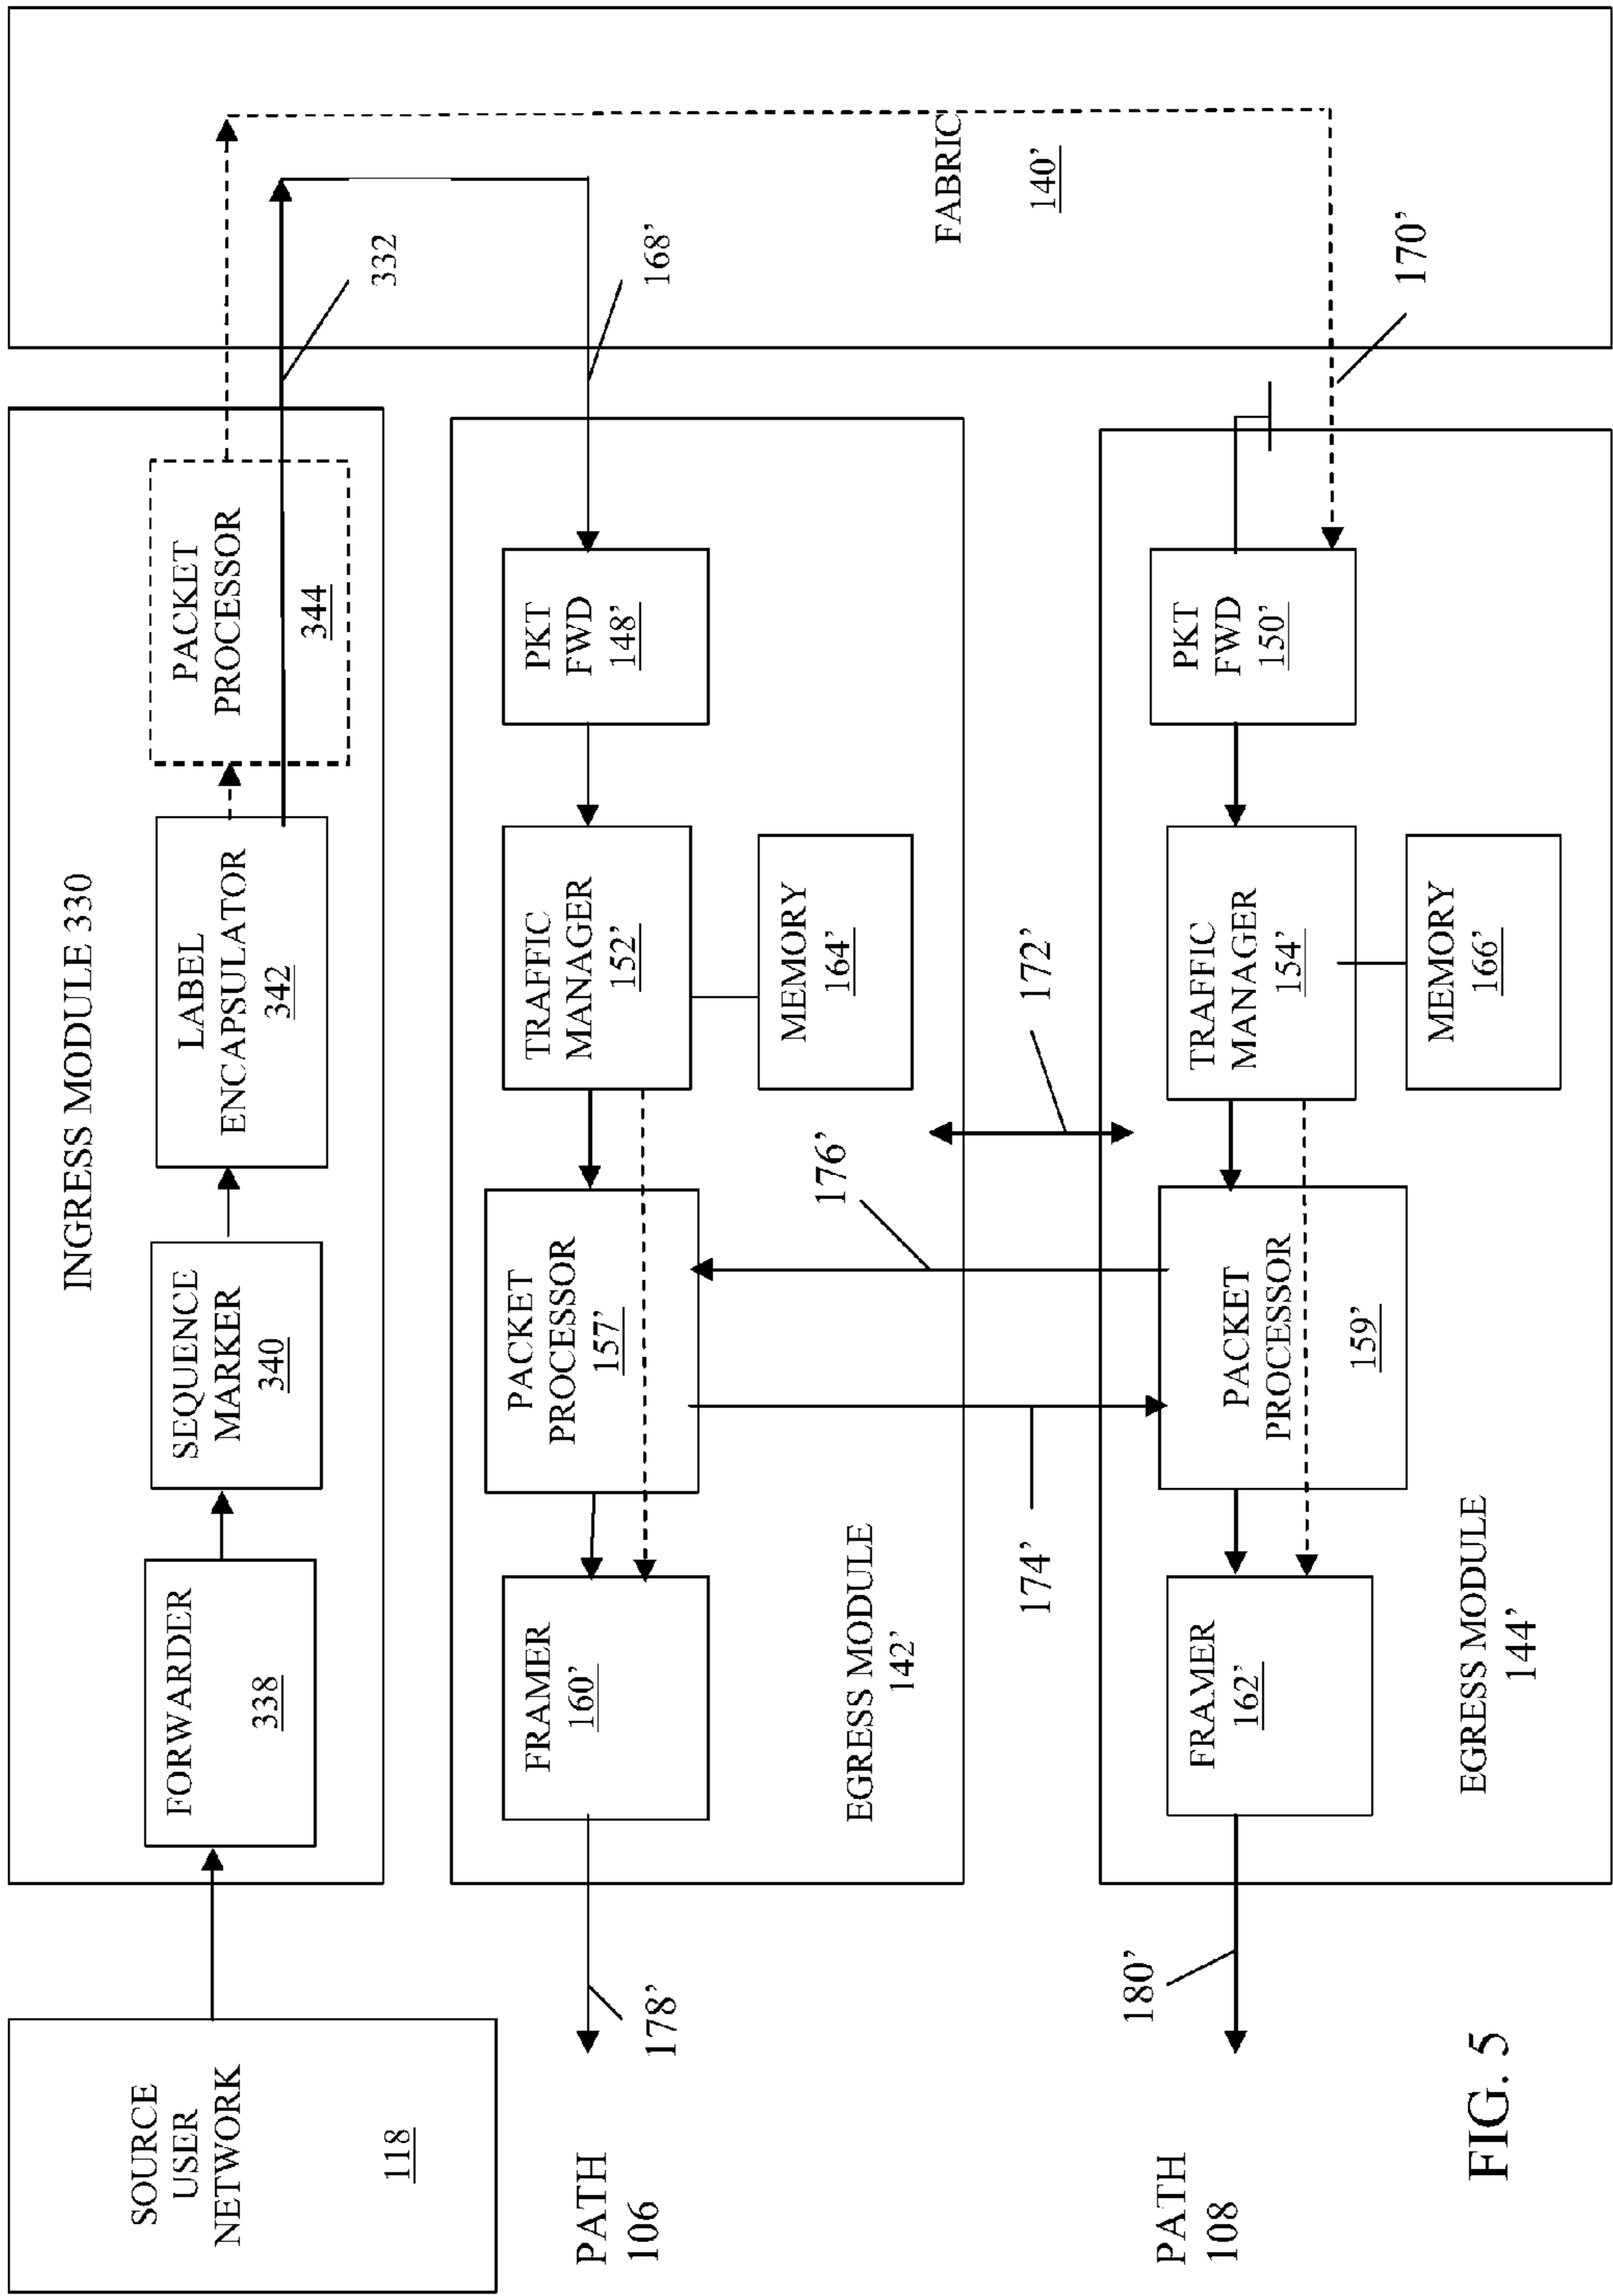 SOURCE
USER
NETWORK
118
INGRESS MODULE 330
FORWARDER
338
SEQUENCE
MARKER
340
LABEL
ENCAPSULATOR
342
PACKET
PROCESSOR
344
332
168’
FABRIC
140’
170’
PATH
106
178’
FRAMER
160’
PACKET
PROCESSOR
157’
TRAFFIC
MANAGER
152’
PKT
FWD
148’
MEMORY
164’
EGRESS MODULE
142’
174’
176’
172’
PATH
108
180’
FRAMER
162’
PACKET
PROCESSOR
159’
TRAFFIC
MANAGER
154’
PKT
FWD
150’
MEMORY
166’
EGRESS MODULE
144’
FIG. 5